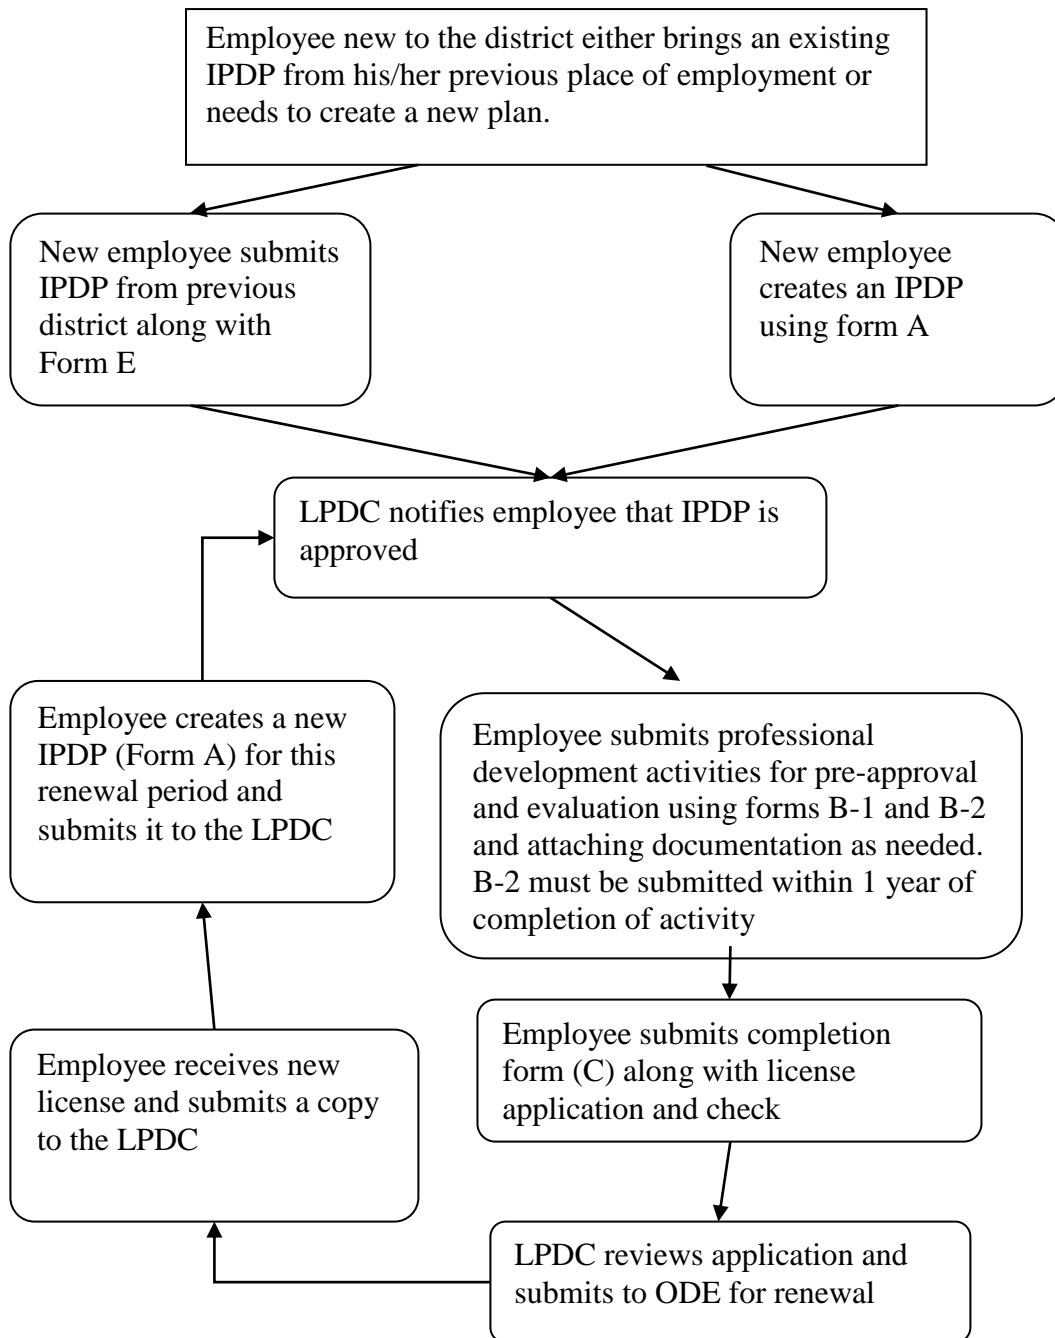 Employee new to the district either brings an existing
IPDP from his/her previous place of employment or
needs to create a new plan.
New employee submits
IPDP from previous
district along with
Form E
New employee
creates an IPDP
using form A
LPDC notifies employee that IPDP is
approved
Employee creates a new
IPDP (Form A) for this
renewal period and
submits it to the LPDC
Employee submits professional
development activities for pre-approval
and evaluation using forms B-1 and B-2
and attaching documentation as needed.
B-2 must be submitted within 1 year of
completion of activity
Employee submits completion
form (C) along with license
application and check
Employee receives new
license and submits a copy
to the LPDC
LPDC reviews application and
submits to ODE for renewal